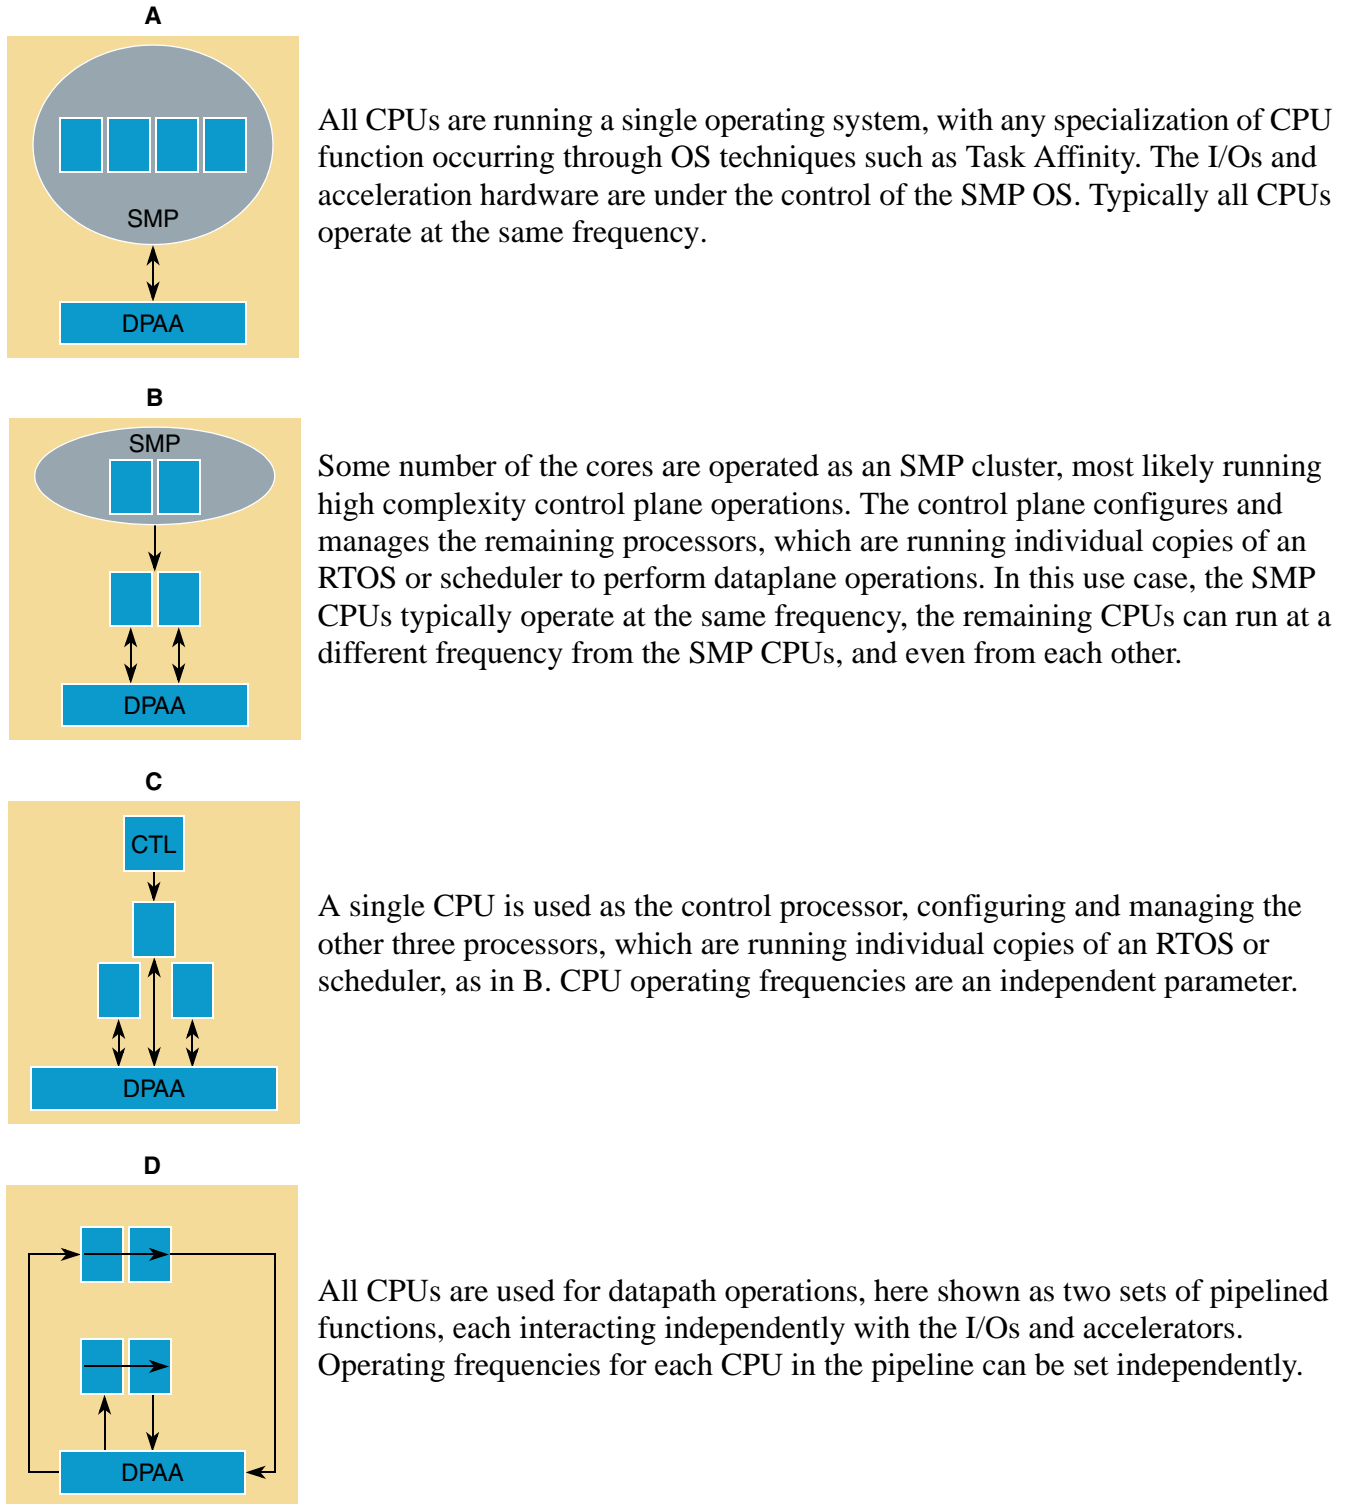 A
SMP
DPAA
All CPUs are running a single operating system, with any specialization of CPU
function occurring through OS techniques such as Task Affinity. The I/Os and
acceleration hardware are under the control of the SMP OS. Typically all CPUs
operate at the same frequency.
B
SMP
DPAA
Some number of the cores are operated as an SMP cluster, most likely running
high complexity control plane operations. The control plane configures and
manages the remaining processors, which are running individual copies of an
RTOS or scheduler to perform dataplane operations. In this use case, the SMP
CPUs typically operate at the same frequency, the remaining CPUs can run at a
different frequency from the SMP CPUs, and even from each other.
C
CTL
DPAA
A single CPU is used as the control processor, configuring and managing the
other three processors, which are running individual copies of an RTOS or
scheduler, as in B. CPU operating frequencies are an independent parameter.
D
DPAA
All CPUs are used for datapath operations, here shown as two sets of pipelined
functions, each interacting independently with the I/Os and accelerators.
Operating frequencies for each CPU in the pipeline can be set independently.